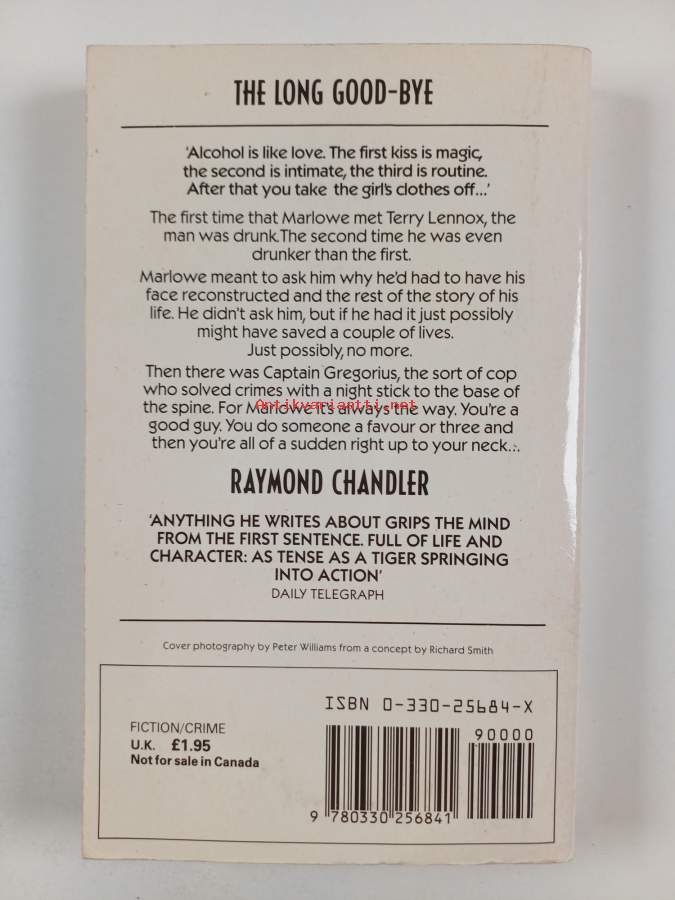 THE LONG GOOD-BYE
'Alcohol is like love. The first kiss is magic,
the second is intimate, the third is routine.
After that you take the girl's clothes off...'
The first time that Marlowe met Terry Lennox, the
man was drunk. The second time he was even
drunker than the first.
Marlowe meant to ask him why he'd had to have his
face reconstructed and the rest of the story of his
life. He didn't ask him, but if he had it just possibly
might have saved a couple of lives.
Just possibly, no more.
Then there was Captain Gregorius, the sort of cop
who solved crimes with a night stick to the base of
Antikvariaatti.net
the spine. For Marlowe it's always the way. You're a
good guy. You do someone a favour or three and
then you're all of a sudden right up to your neck...
RAYMOND CHANDLER
'ANYTHING HE WRITES ABOUT GRIPS THE MIND
FROM THE FIRST SENTENCE. FULL OF LIFE AND
CHARACTER: AS TENSE AS A TIGER SPRINGING
INTO ACTION'
DAILY TELEGRAPH
Cover photography by Peter Williams from a concept by Richard Smith
FICTION/CRIME
U.K. £1.95
Not for sale in Canada
ISBN 0-330-25684-X
90000
9 780330 256841